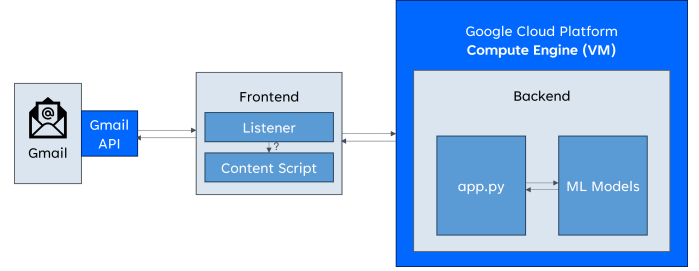 Google Cloud Platform
Compute Engine (VM)
Backend
Frontend
Listener
?
Content Script
@
Gmail
Gmail
API
app.py
ML Models